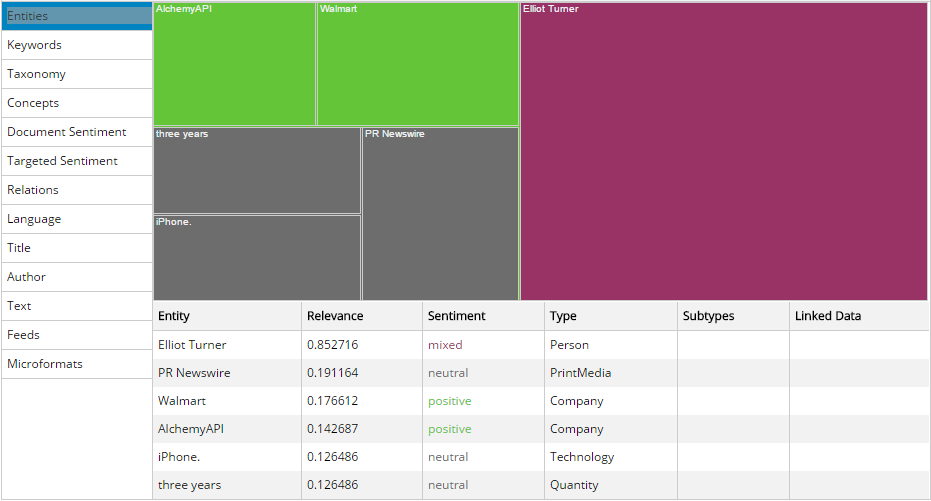 Entities
Keywords
Taxonomy
Concepts
Document Sentiment
Targeted Sentiment
Relations
Language
Title
Author
Text
Feeds
Microformats
AlchemyAPI Walmart Elliot Turner
three years PR Newswire
iPhone.
Entity Relevance Sentiment Type Subtypes Linked Data
Elliot Turner 0.852716 mixed Person
PR Newswire 0.191164 neutral PrintMedia
Walmart 0.176612 positive Company
AlchemyAPI 0.142687 positive Company
iPhone. 0.126486 neutral Technology
three years 0.126486 neutral Quantity